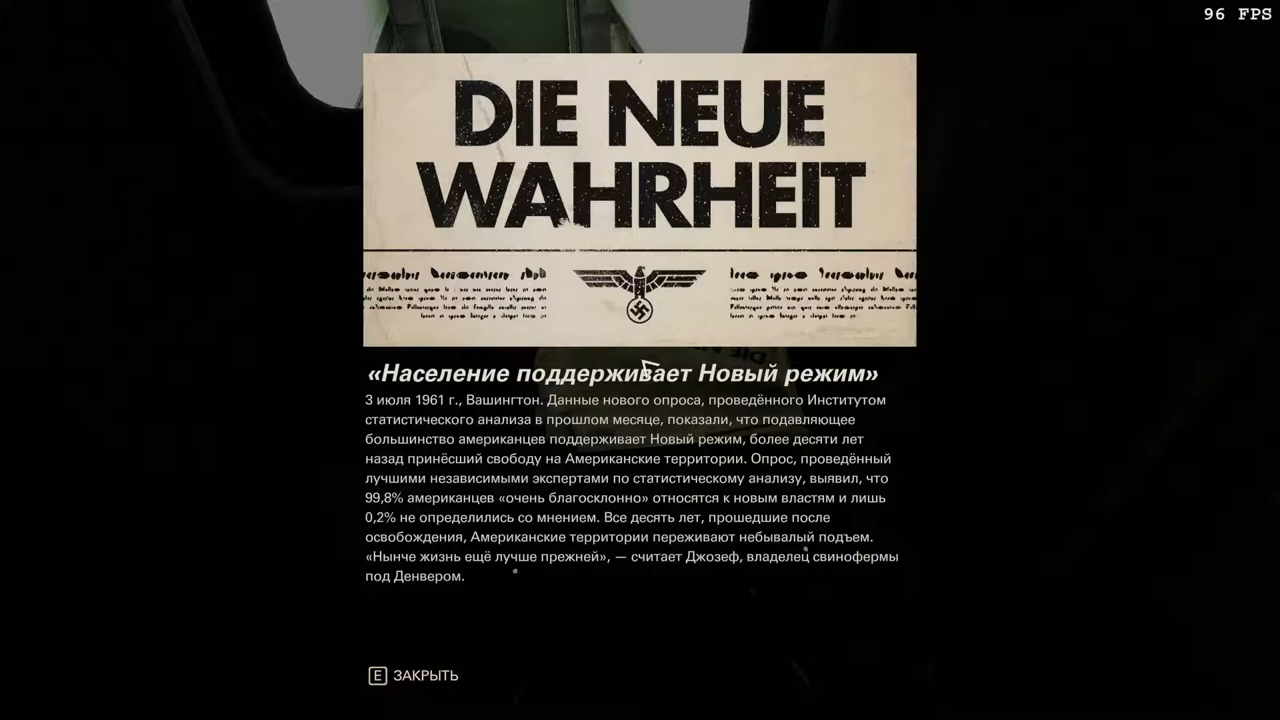 96 FPS
DIE NEUE
WAHRHEIT
«Население поддерживает Новый режим»
3 июля 1961 г., Вашингтон. Данные нового опроса, проведённого Институтом
статистического анализа в прошлом месяце, показали, что подавляющее
большинство американцев поддерживает Новый режим, более десяти лет
назад принёсший свободу на Американские территории. Опрос, проведённый
лучшими независимыми экспертами по статистическому анализу, выявил, что
99,8% американцев «очень благосклонно» относятся к новым властям и лишь
0,2% не определились со мнением. Все десять лет, прошедшие после
освобождения, Американские территории переживают небывалый подъем.
«Нынче жизнь ещё лучше прежней», — считает Джозеф, владелец свинофермы
под Денвером.
E ЗАКРЫТЬ